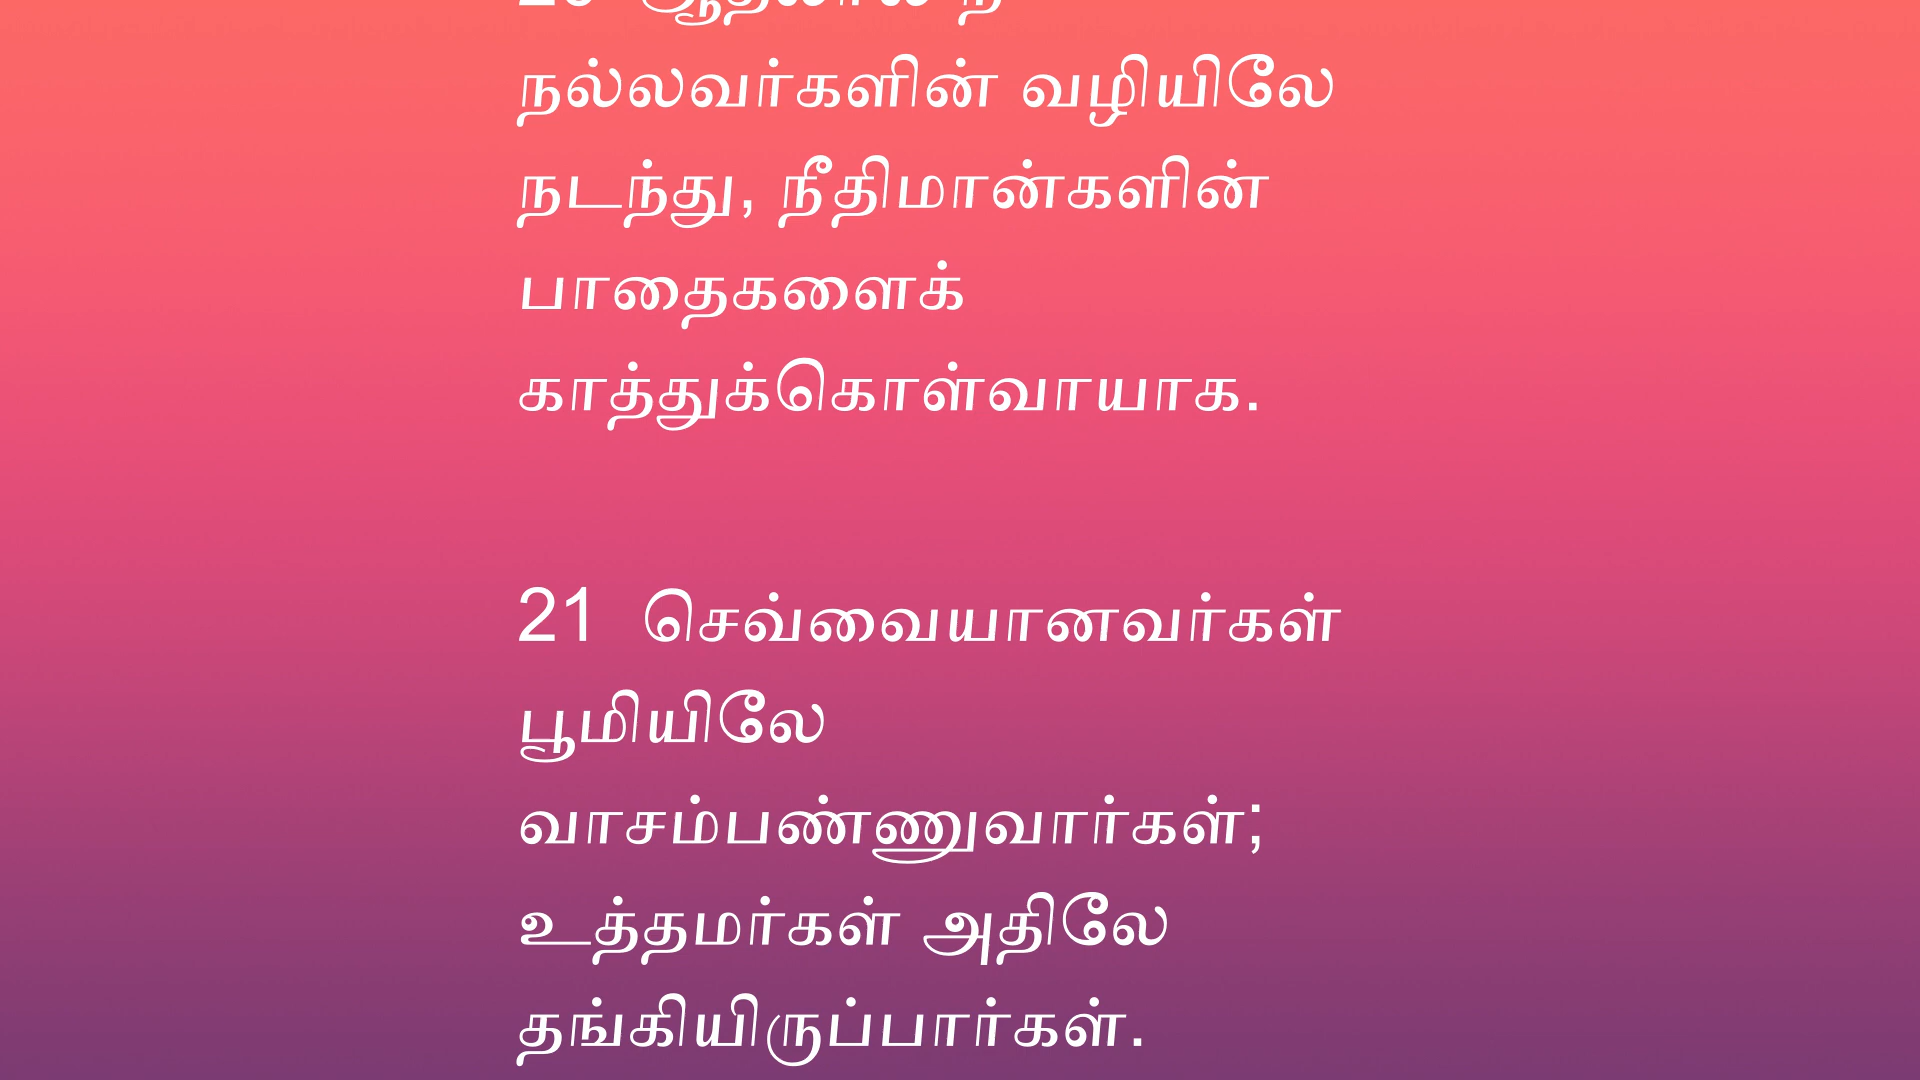 நல்லவர்களின் வழியிலே
நடந்து, நீதிமான்களின்
பாதைகளைக்
காத்துக்கொள்வாயாக.
21 செவ்வையானவர்கள்
பூமியிலே
வாசம்பண்ணுவார்கள்;
உத்தமர்கள் அதிலே
தங்கியிருப்பார்கள்.